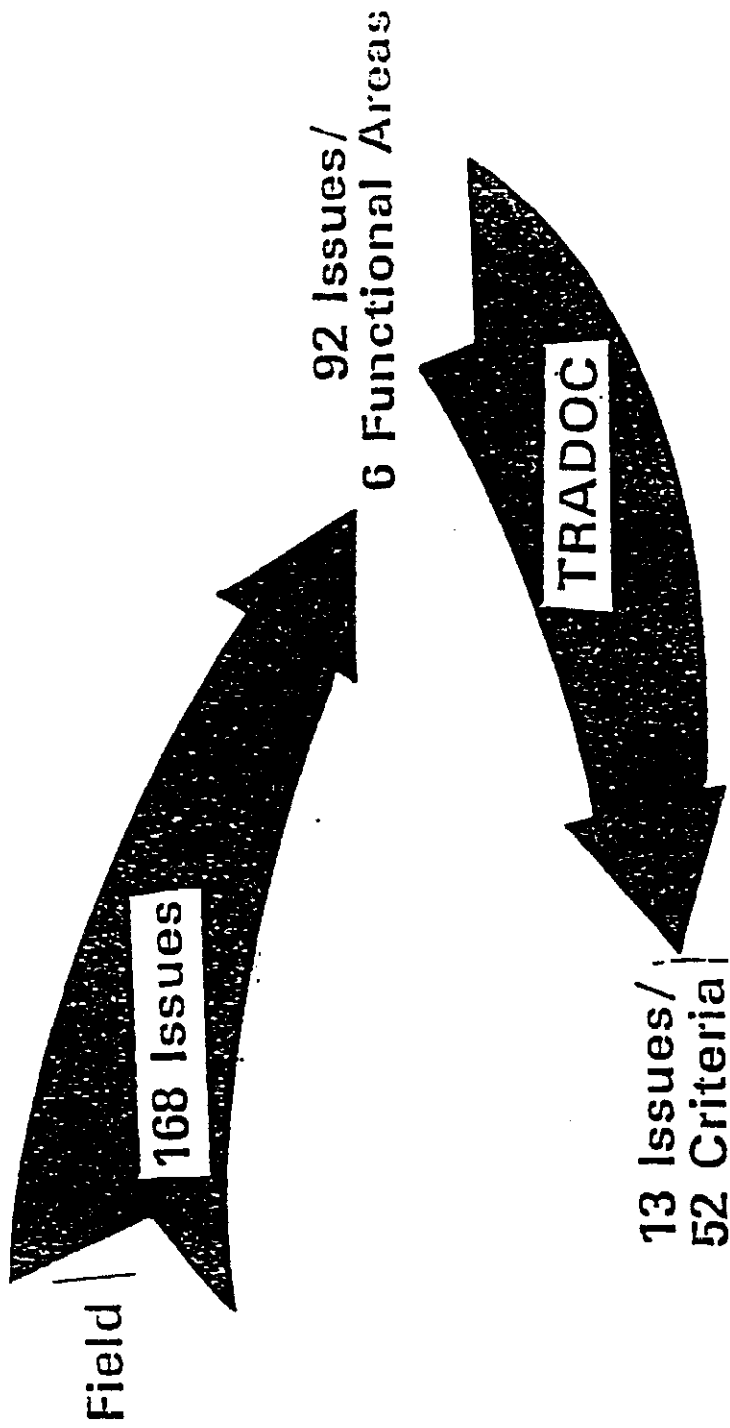 Field
168 Issues
92 Issues/
6 Functional Areas
TRADOC
13 Issues/
52 Criteria